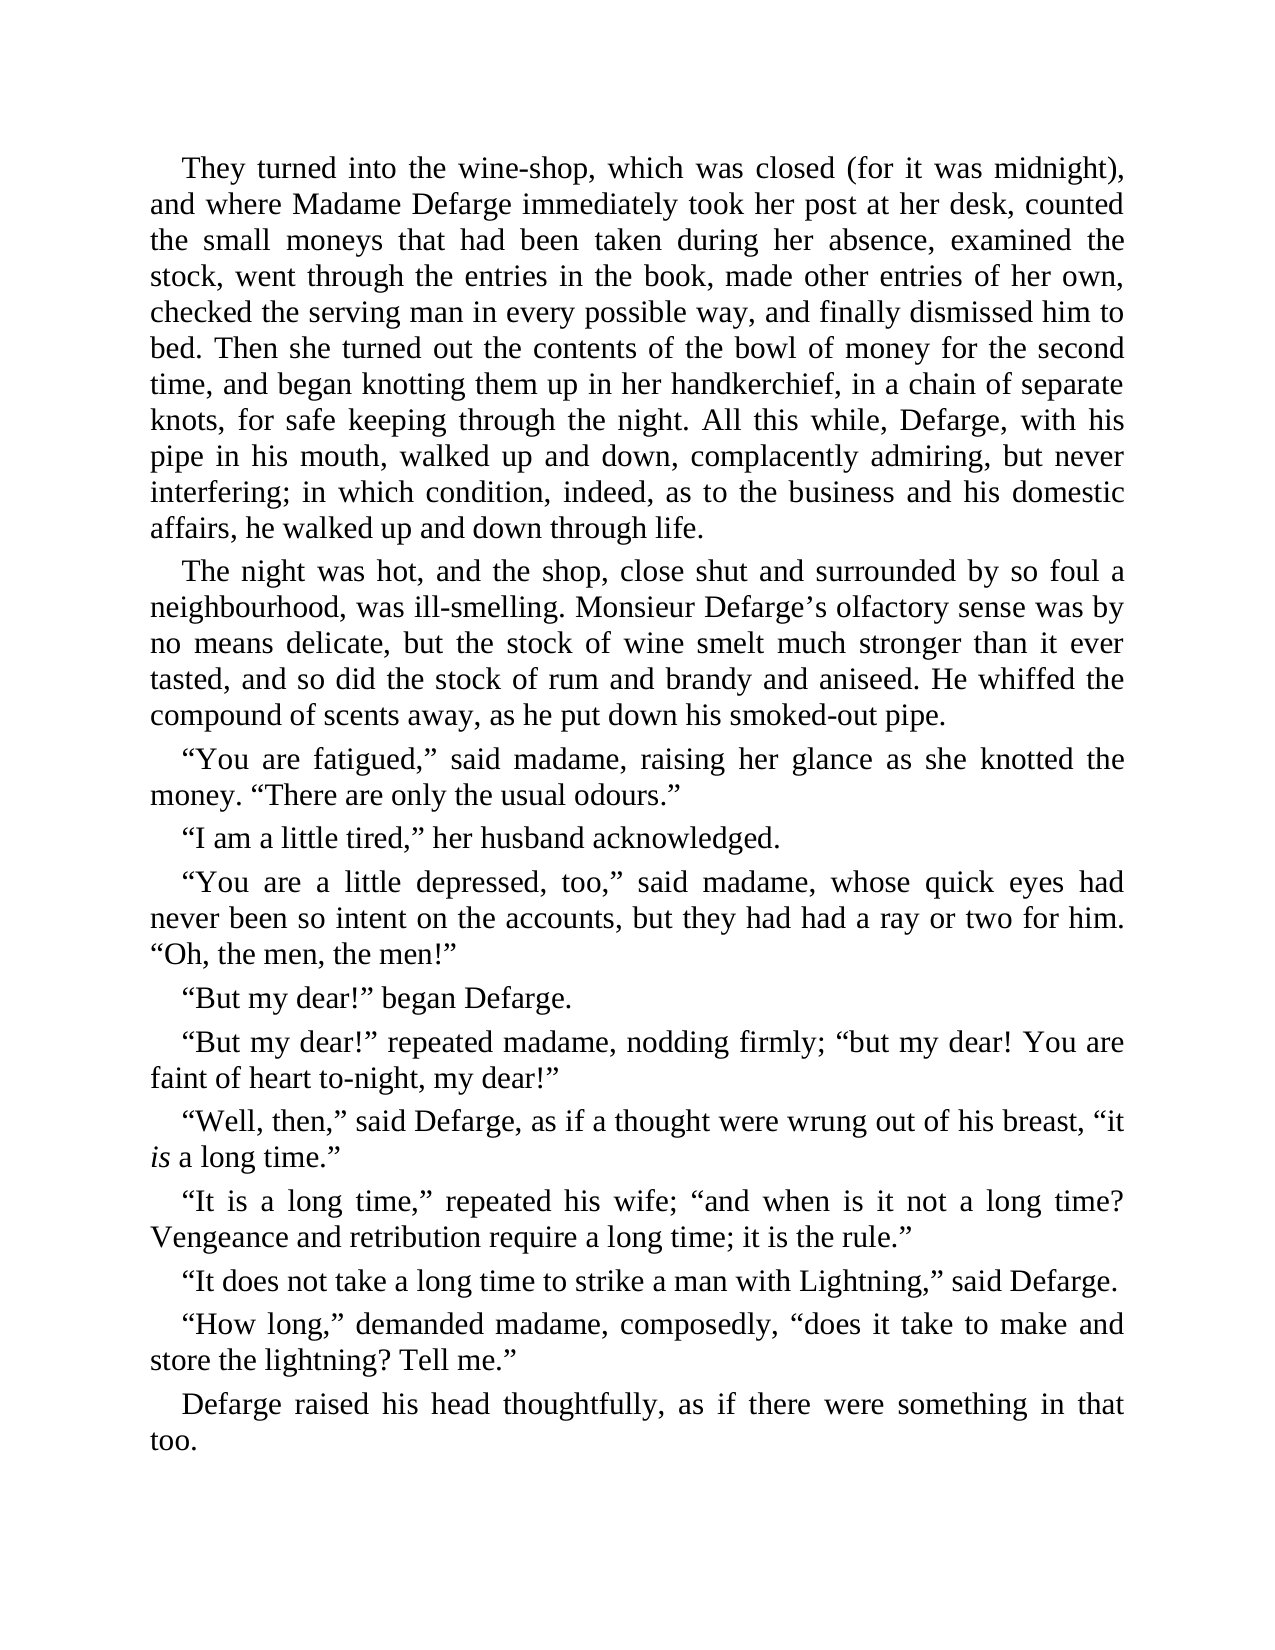 They turned into the wine-shop, which was closed (for it was midnight),
and where Madame Defarge immediately took her post at her desk, counted
the small moneys that had been taken during her absence, examined the
stock, went through the entries in the book, made other entries of her own,
checked the serving man in every possible way, and finally dismissed him to
bed. Then she turned out the contents of the bowl of money for the second
time, and began knotting them up in her handkerchief, in a chain of separate
knots, for safe keeping through the night. All this while, Defarge, with his
pipe in his mouth, walked up and down, complacently admiring, but never
interfering; in which condition, indeed, as to the business and his domestic
affairs, he walked up and down through life.
The night was hot, and the shop, close shut and surrounded by so foul a
neighbourhood, was ill-smelling. Monsieur Defarge’s olfactory sense was by
no means delicate, but the stock of wine smelt much stronger than it ever
tasted, and so did the stock of rum and brandy and aniseed. He whiffed the
compound of scents away, as he put down his smoked-out pipe.
“You are fatigued,” said madame, raising her glance as she knotted the
money. “There are only the usual odours.”
“I am a little tired,” her husband acknowledged.
“You are a little depressed, too,” said madame, whose quick eyes had
never been so intent on the accounts, but they had had a ray or two for him.
“Oh, the men, the men!”
“But my dear!” began Defarge.
“But my dear!” repeated madame, nodding firmly; “but my dear! You are
faint of heart to-night, my dear!”
“Well, then,” said Defarge, as if a thought were wrung out of his breast, “it
is a long time.”
“It is a long time,” repeated his wife; “and when is it not a long time?
Vengeance and retribution require a long time; it is the rule.”
“It does not take a long time to strike a man with Lightning,” said Defarge.
“How long,” demanded madame, composedly, “does it take to make and
store the lightning? Tell me.”
Defarge raised his head thoughtfully, as if there were something in that
too.